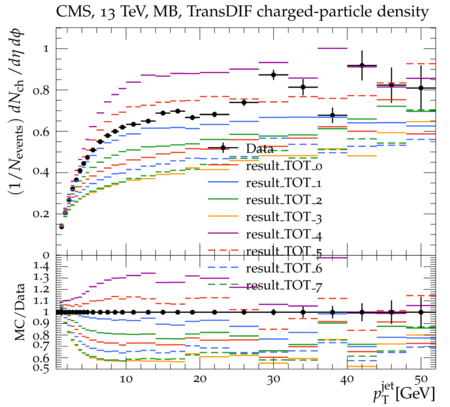 CMS, 13 TeV, MB, TransDIF charged-particle density
(1/N_events) dN_ch/dη dϕ
1
0.8
0.6
0.4
0.2
0
Data
result_TOT_0
result_TOT_1
result_TOT_2
result_TOT_3
result_TOT_4
result_TOT_5
result_TOT_6
result_TOT_7
MC/Data
1.4
1.3
1.2
1.1
1
0.9
0.8
0.7
0.6
0.5
10 20 30 40 50
p_T^jet [GeV]